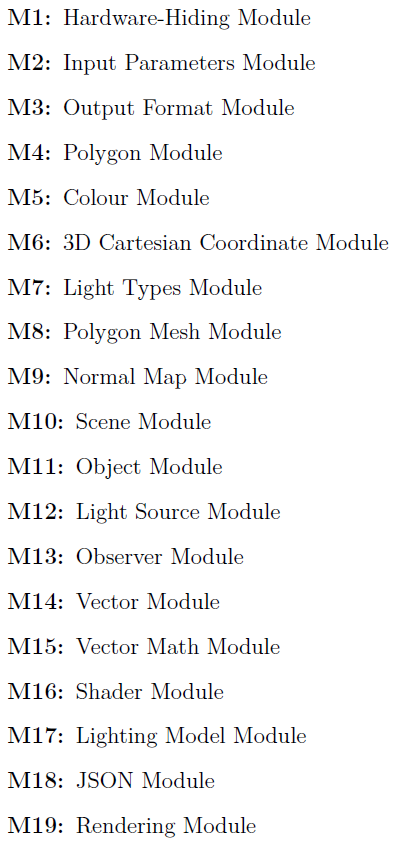 M1: Hardware-Hiding Module
M2: Input Parameters Module
M3: Output Format Module
M4: Polygon Module
M5: Colour Module
M6: 3D Cartesian Coordinate Module
M7: Light Types Module
M8: Polygon Mesh Module
M9: Normal Map Module
M10: Scene Module
M11: Object Module
M12: Light Source Module
M13: Observer Module
M14: Vector Module
M15: Vector Math Module
M16: Shader Module
M17: Lighting Model Module
M18: JSON Module
M19: Rendering Module